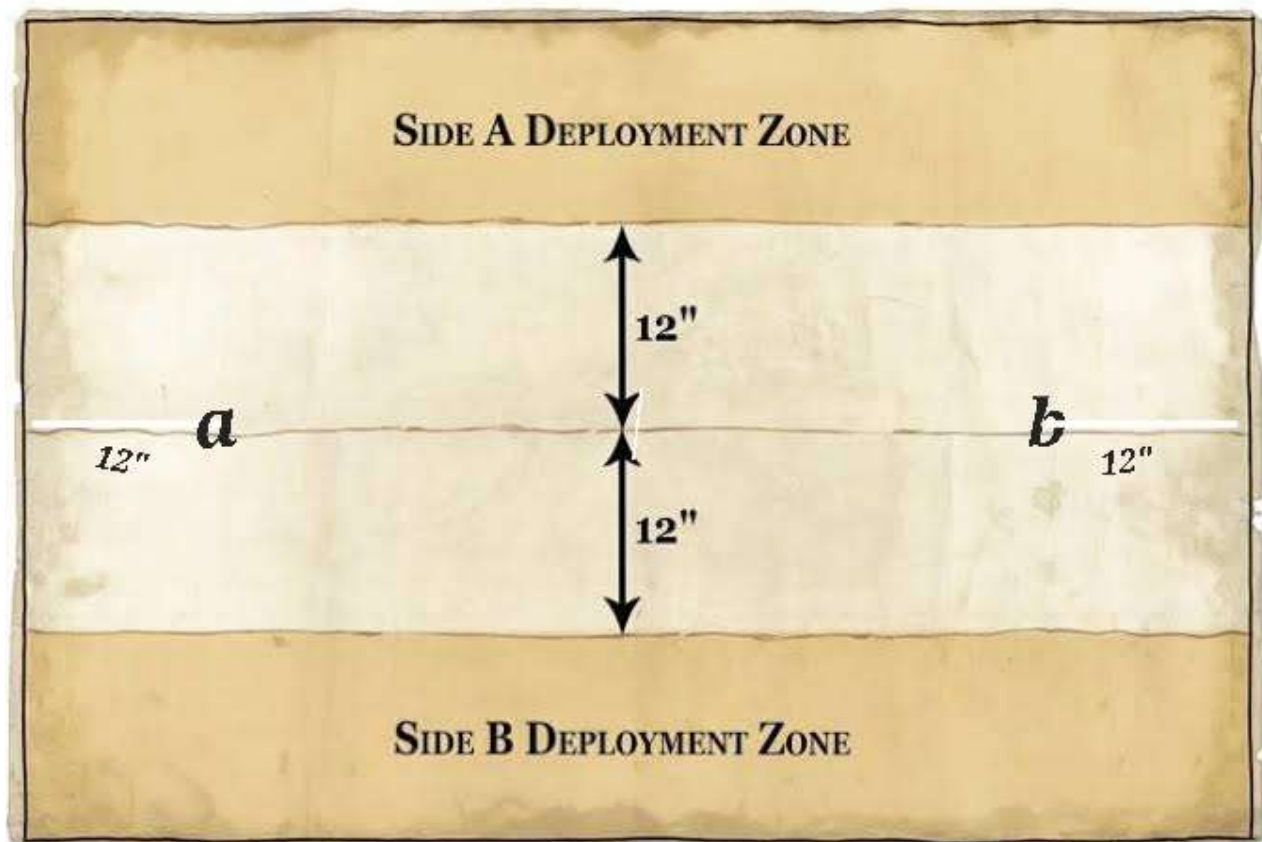 SIDE A DEPLOYMENT ZONE
12"
a
b
12"
12"
12"
SIDE B DEPLOYMENT ZONE